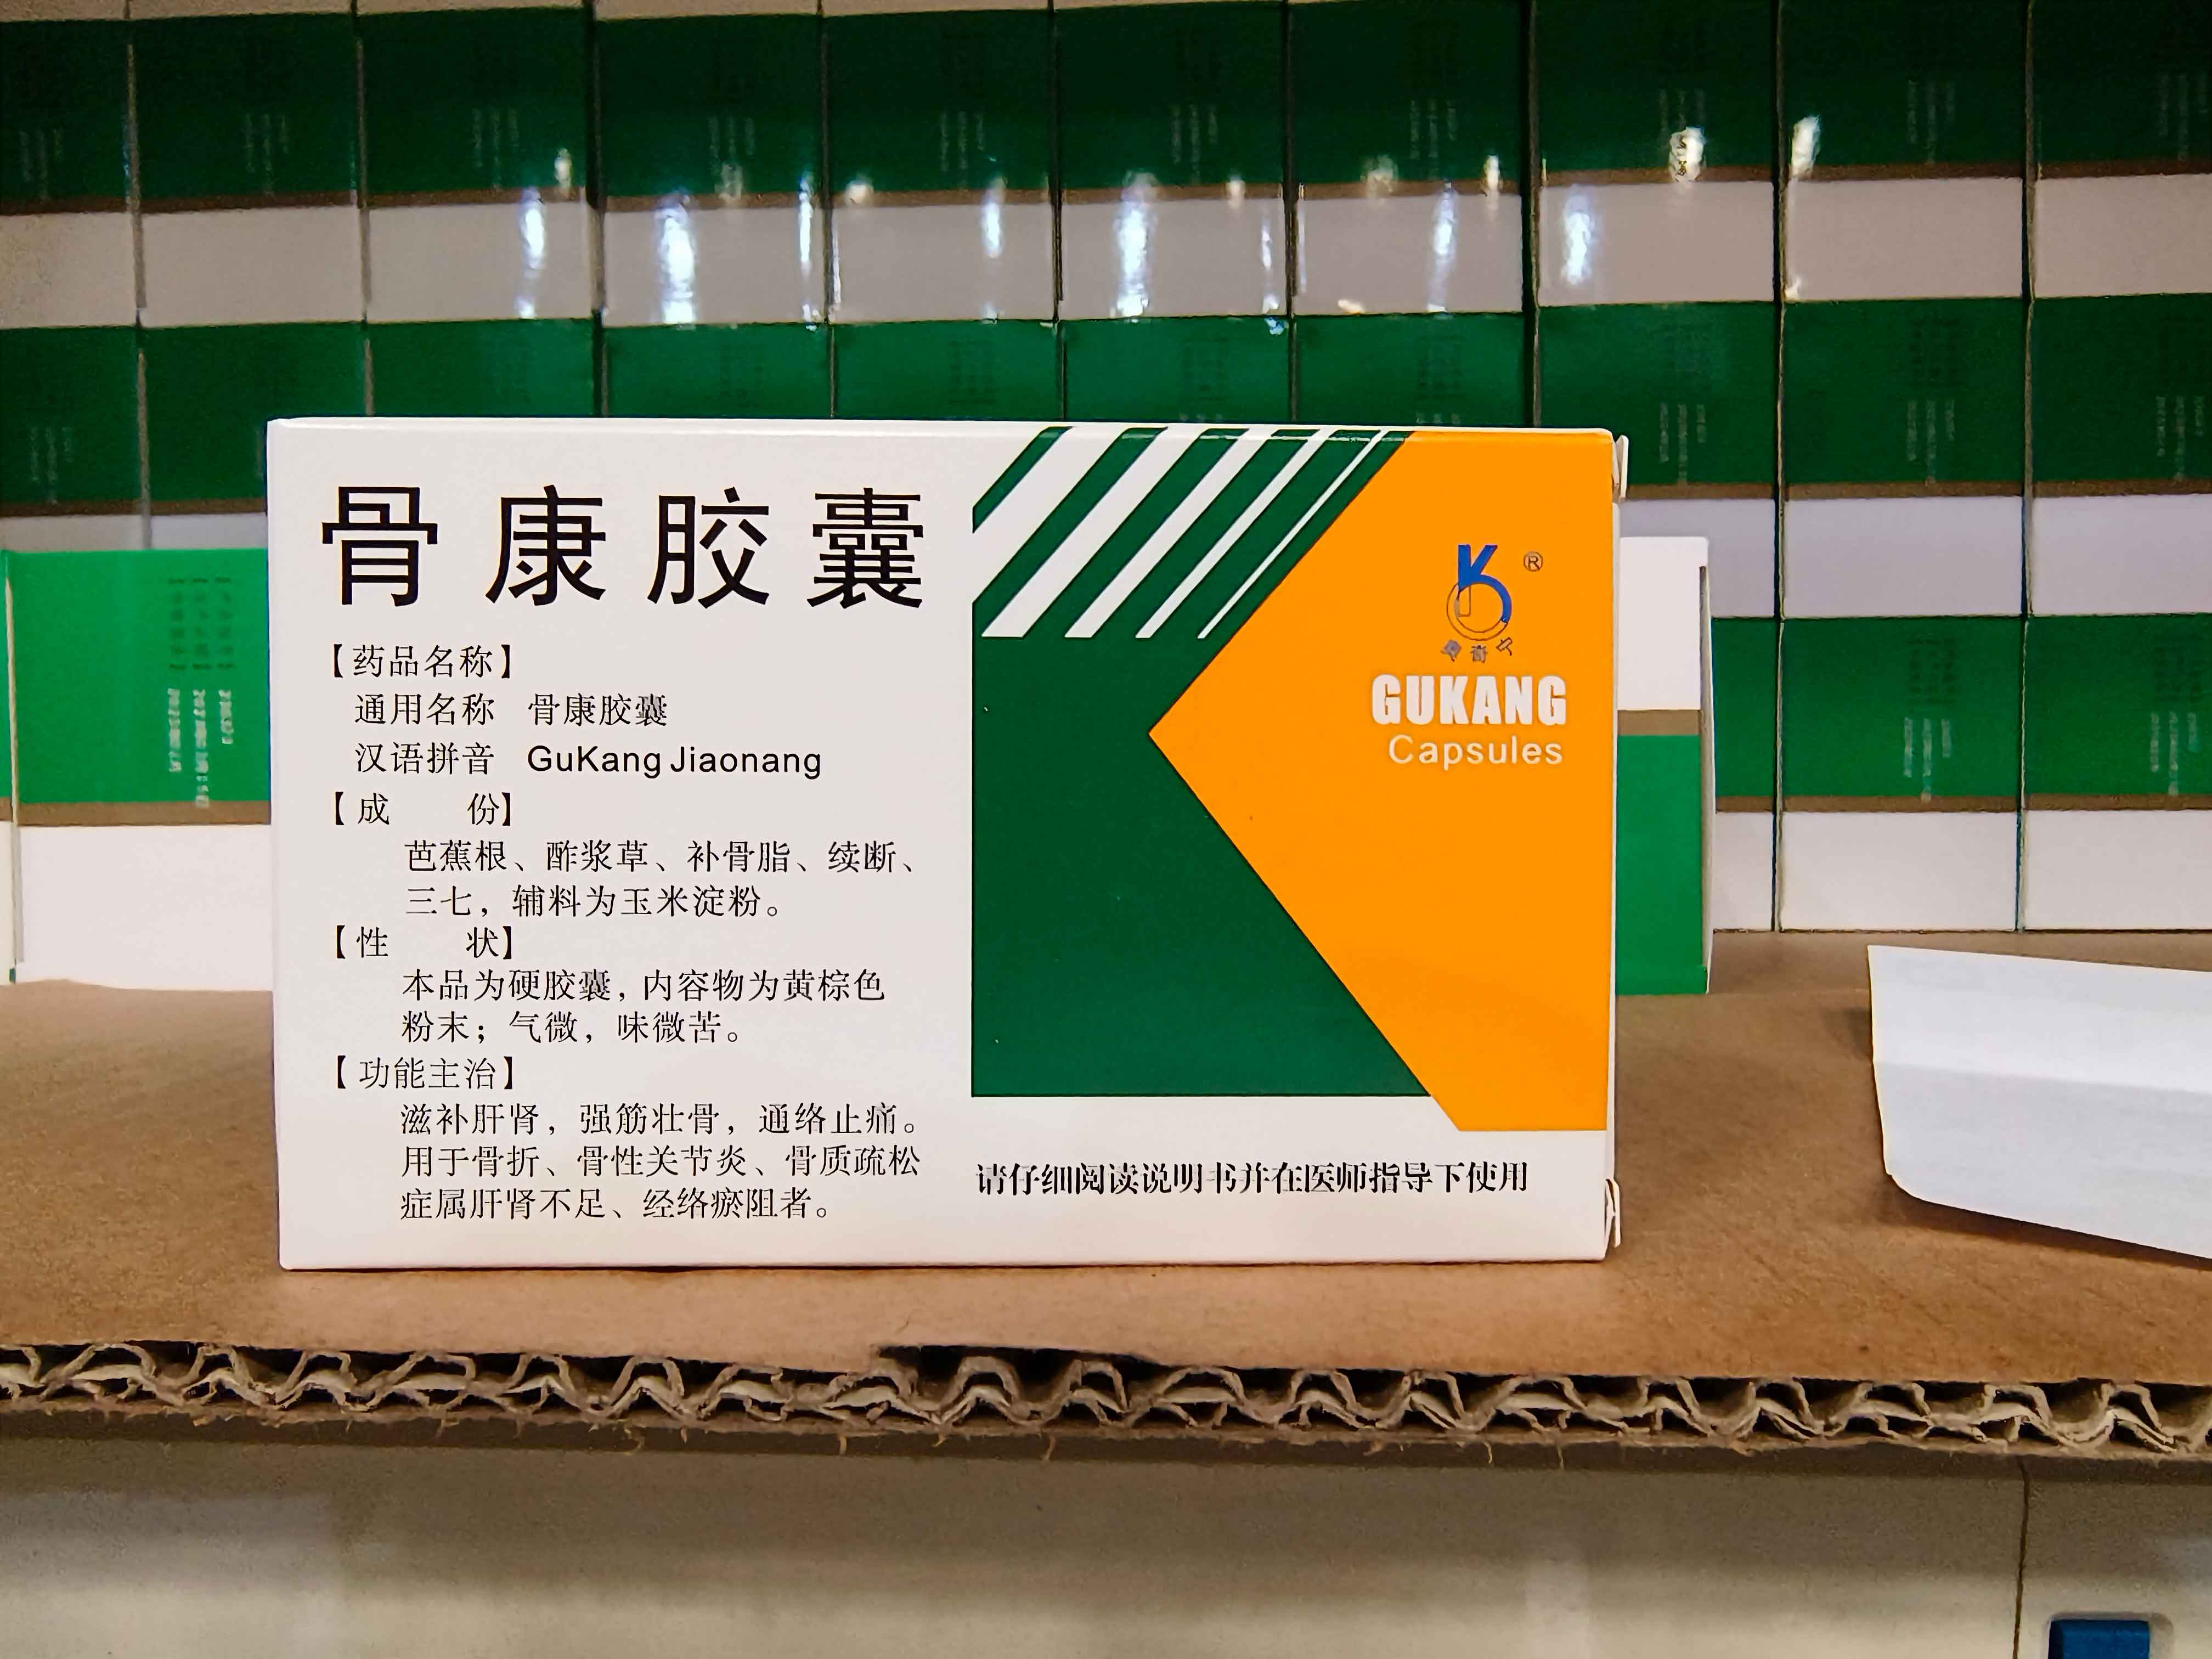 骨康胶囊
【药品名称】
通用名称 骨康胶囊
汉语拼音 GuKang Jiaonang
【成 份】
芭蕉根、酢浆草、补骨脂、续断、
三七，辅料为玉米淀粉。
【性 状】
本品为硬胶囊，内容物为黄棕色
粉末；气微，味微苦。
【功能主治】
滋补肝肾，强筋壮骨，通络止痛。
用于骨折、骨性关节炎、骨质疏松
症属肝肾不足、经络瘀阻者。
K ®
GUKANG
Capsules
请仔细阅读说明书并在医师指导下使用